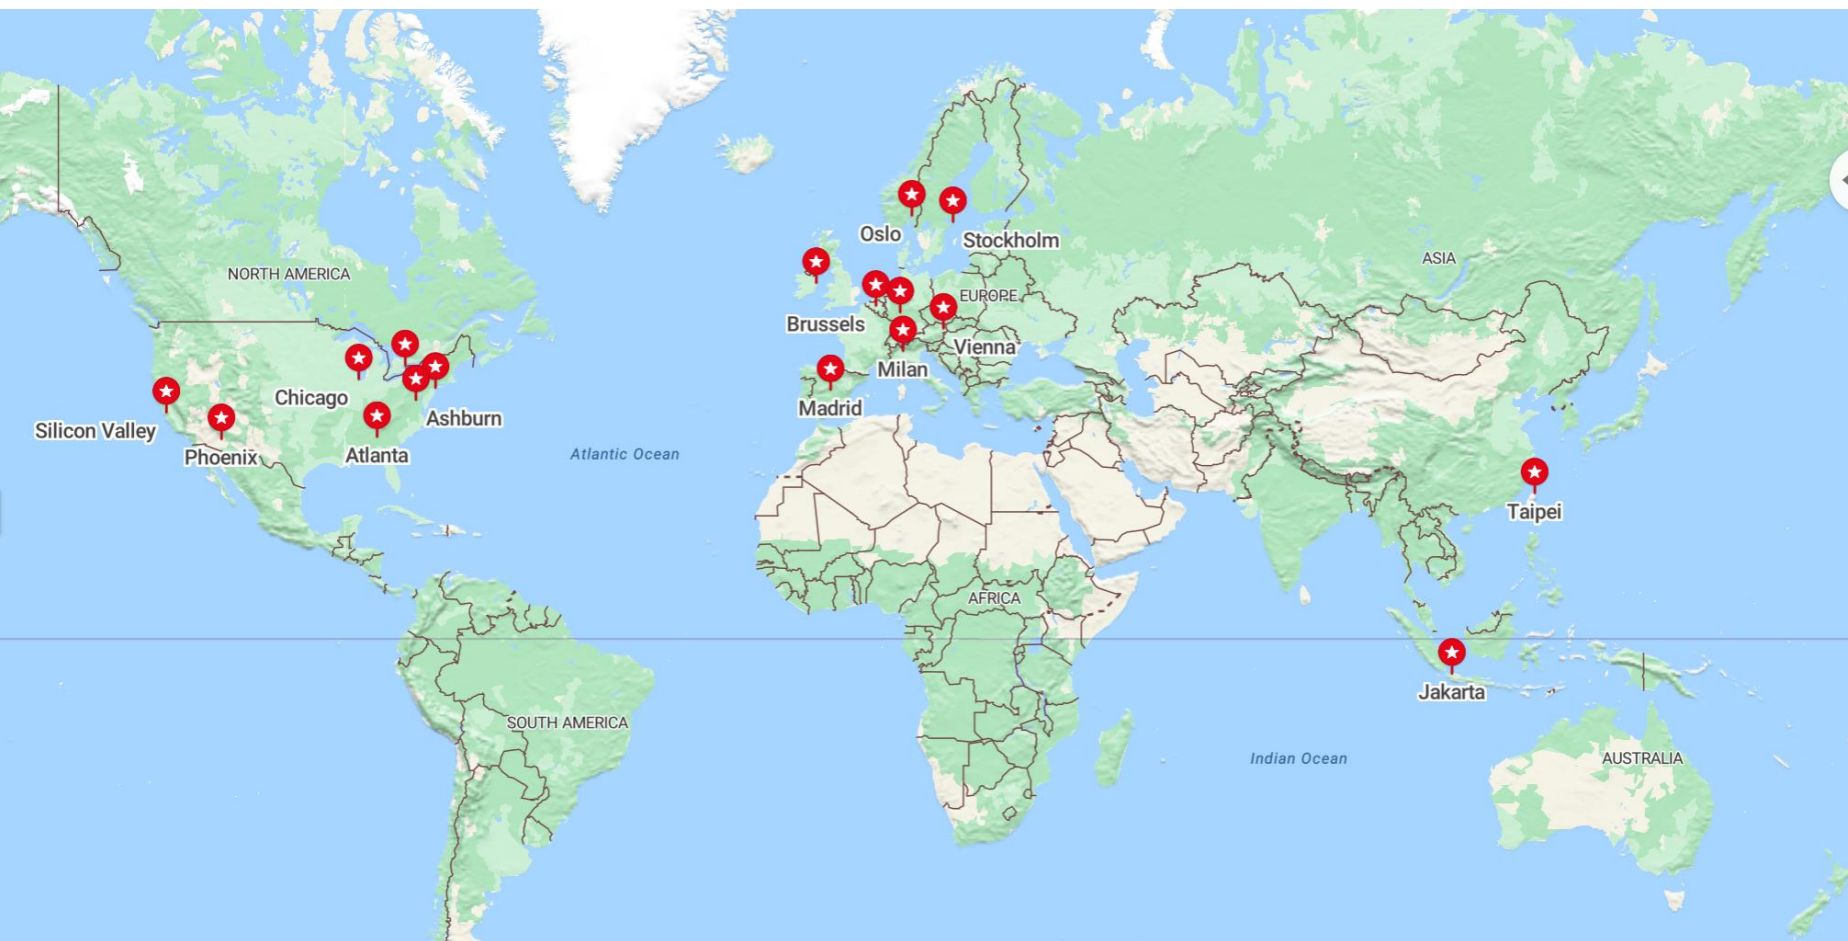 Oslo
Stockholm
ASIA
NORTH AMERICA
EUROPE
Brussels
Vienna
Milan
Chicago
Madrid
Ashburn
Silicon Valley
Phoenix
Atlanta
Atlantic Ocean
Taipei
AFRICA
Jakarta
SOUTH AMERICA
Indian Ocean
AUSTRALIA